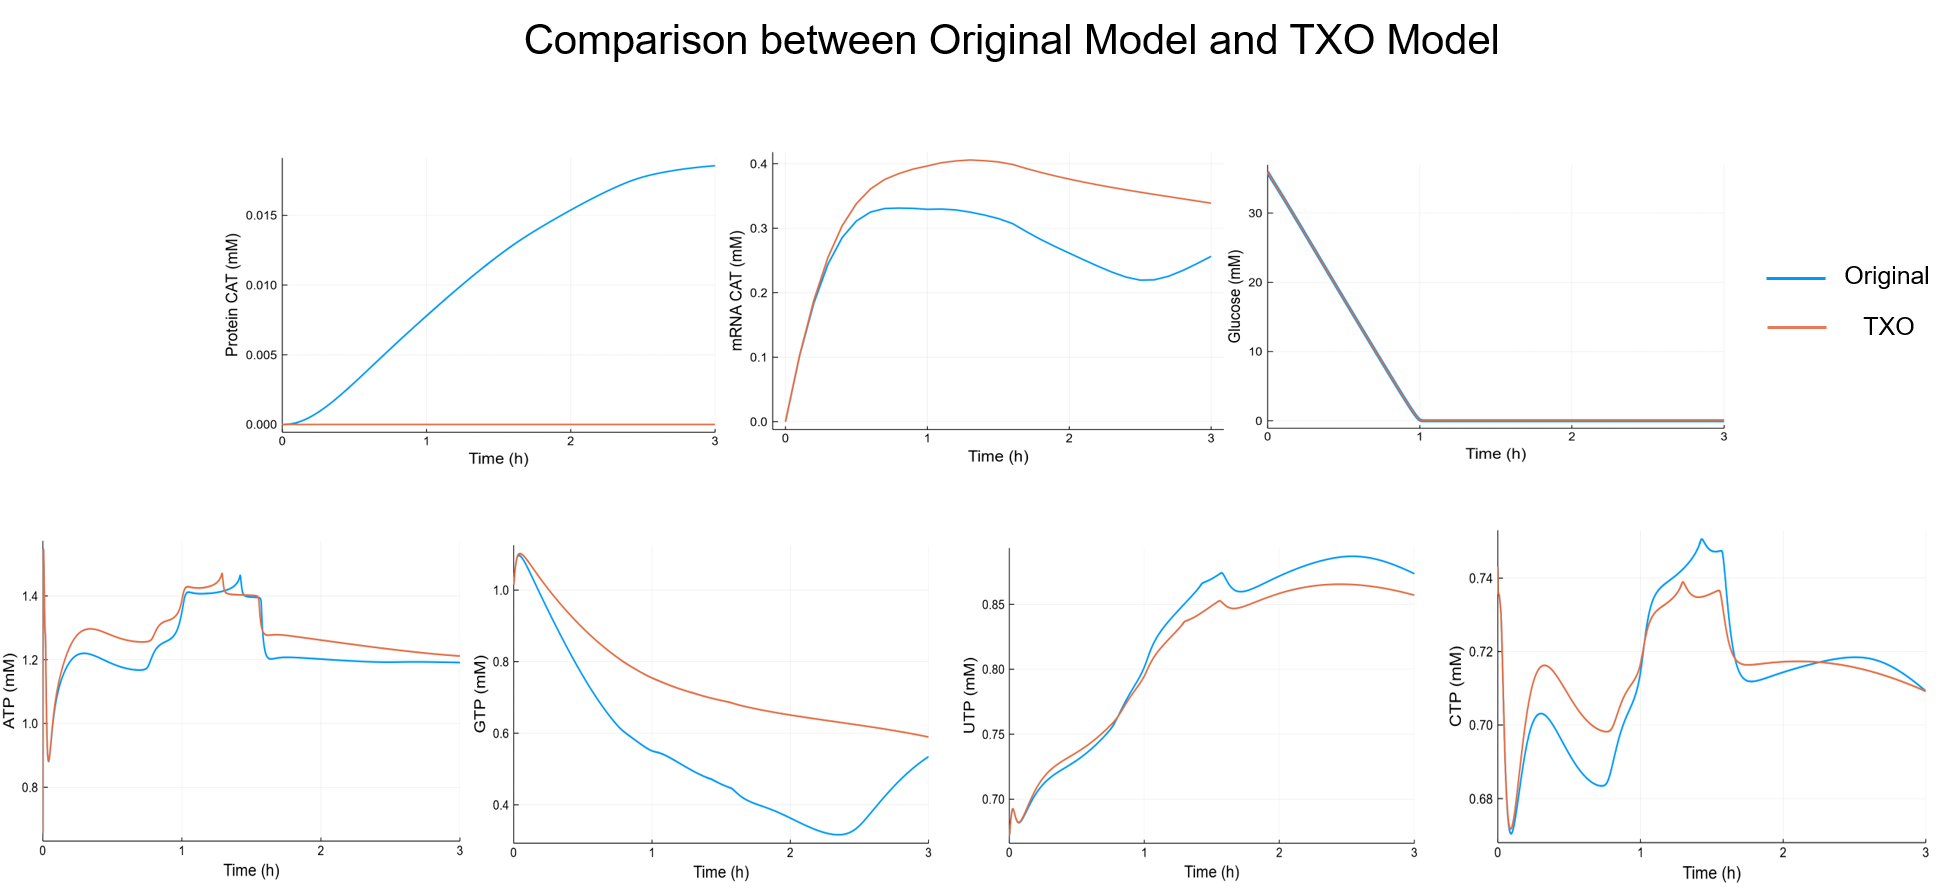 Comparison between Original Model and TXO Model
Protein CAT (mM)
0.015
0.010
0.005
0.000
0 1 2 3
Time (h)
mRNA CAT (mM)
0.4
0.3
0.2
0.1
0.0
0 1 2 3
Time (h)
Glucose (mM)
30
20
10
0
0 1 2 3
Time (h)
Original
TXO
ATP (mM)
1.4
1.2
1.0
0.8
0 1 2 3
Time (h)
GTP (mM)
1.0
0.8
0.6
0.4
0 1 2 3
Time (h)
UTP (mM)
0.85
0.80
0.75
0.70
0 1 2 3
Time (h)
CTP (mM)
0.74
0.72
0.70
0.68
0 1 2 3
Time (h)